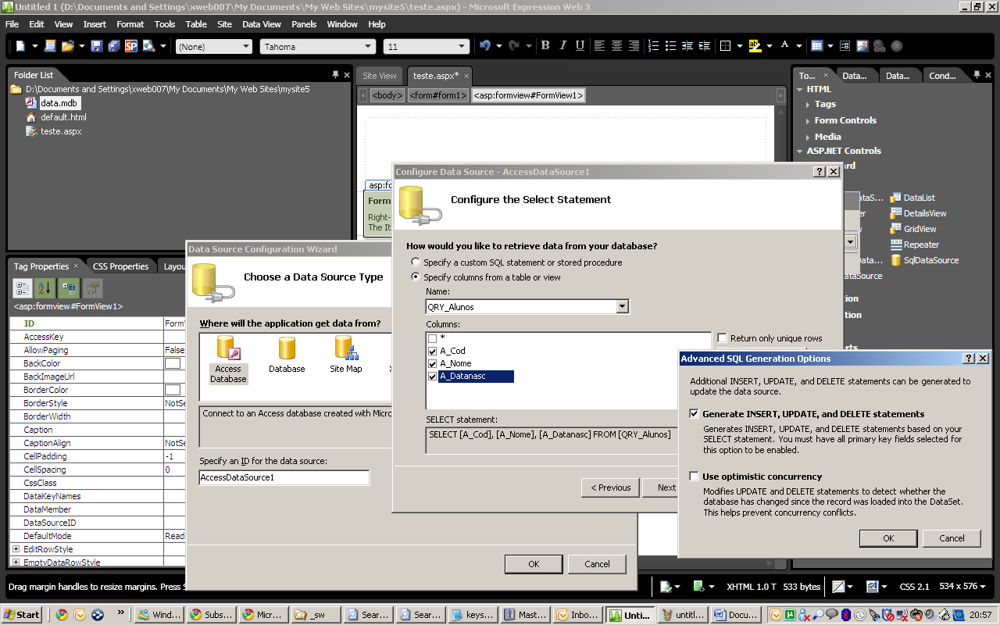 Untitled 1 (D:\Documents and Settings\xweb007\My Documents\My Web Sites\mysite5\teste.aspx) - Microsoft Expression Web 3
File Edit View Insert Format Tools Table Site Data View Panels Window Help
(None) Tahoma 11 B I U A
Folder List
D:\Documents and Settings\xweb007\My Documents\My Web Sites\mysite5
data.mdb
default.html
teste.aspx
Site View teste.aspx*
<body> <form#form1> <asp:formview#FormView1>
To... Data... Data... Cond...
HTML
Tags
Form Controls
Media
ASP.NET Controls
DataList
DetailsView
GridView
Repeater
SqlDataSource
Form
Right-
The It
Tag Properties CSS Properties Layou
<asp:formview#FormView1>
ID
AccessKey
AllowPaging False
BackColor
BackImageUrl
BorderColor
BorderStyle NotSe
BorderWidth
Caption
CaptionAlign NotSe
CellPadding -1
CellSpacing 0
CssClass
DataKeyNames
DataMember
DataSourceID
DefaultMode Read
EditRowStyle
EmptyDataRowStyle
Data Source Configuration Wizard
Choose a Data Source Type
Where will the application get data from?
Access Database
Database
Site Map
Connect to an Access database created with Micro
Specify an ID for the data source:
AccessDataSource1
OK Cancel
Configure Data Source - AccessDataSource1
Configure the Select Statement
How would you like to retrieve data from your database?
Specify a custom SQL statement or stored procedure
Specify columns from a table or view
Name:
QRY_Alunos
Columns:
*
A_Cod
A_Nome
A_Datanasc
Return only unique rows
SELECT statement:
SELECT [A_Cod], [A_Nome], [A_Datanasc] FROM [QRY_Alunos]
< Previous Next
Advanced SQL Generation Options
Additional INSERT, UPDATE, and DELETE statements can be generated to
update the data source.
Generate INSERT, UPDATE, and DELETE statements
Generates INSERT, UPDATE, and DELETE statements based on your
SELECT statement. You must have all primary key fields selected for
this option to be enabled.
Use optimistic concurrency
Modifies UPDATE and DELETE statements to detect whether the
database has changed since the record was loaded into the DataSet.
This helps prevent concurrency conflicts.
OK Cancel
Drag margin handles to resize margins. Press S
XHTML 1.0 T 533 bytes CSS 2.1 534 x 576
Start Wind... Subs... Micr... _sw Sear... Sear... keys... Mast... Inbo... Unti... untitl... Docu... 20:57